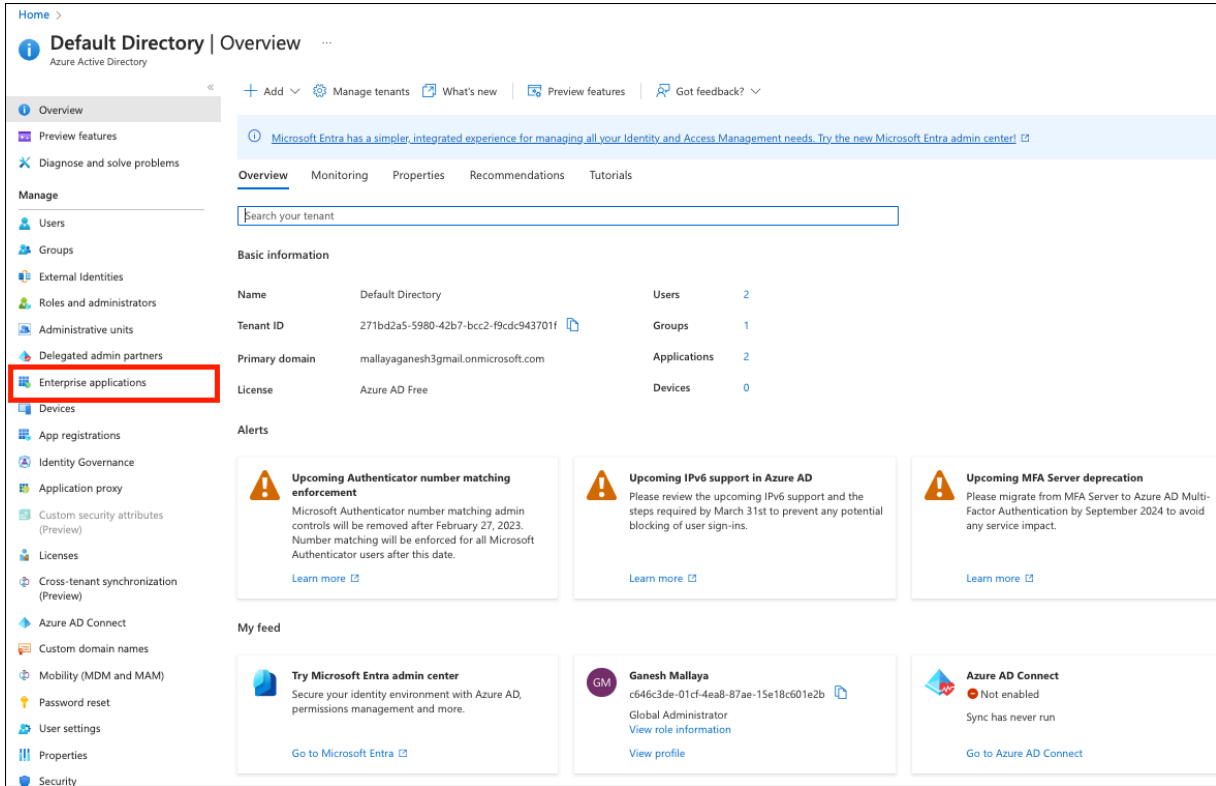 Home >
Default Directory | Overview ...
Azure Active Directory
«
Overview
Preview features
Diagnose and solve problems
Manage
Users
Groups
External Identities
Roles and administrators
Administrative units
Delegated admin partners
Enterprise applications
Devices
App registrations
Identity Governance
Application proxy
Custom security attributes
(Preview)
Licenses
Cross-tenant synchronization
(Preview)
Azure AD Connect
Custom domain names
Mobility (MDM and MAM)
Password reset
User settings
Properties
Security
Add
Manage tenants
What's new
Preview features
Got feedback?
Microsoft Entra has a simpler, integrated experience for managing all your Identity and Access Management needs. Try the new Microsoft Entra admin center!
Overview Monitoring Properties Recommendations Tutorials
Search your tenant
Basic information
Name Default Directory Users 2
Tenant ID 271bd2a5-5980-42b7-bcc2-f9cdc943701f Groups 1
Primary domain mallayaganesh3gmail.onmicrosoft.com Applications 2
License Azure AD Free Devices 0
Alerts
Upcoming Authenticator number matching
enforcement
Microsoft Authenticator number matching admin
controls will be removed after February 27, 2023.
Number matching will be enforced for all Microsoft
Authenticator users after this date.
Learn more
Upcoming IPv6 support in Azure AD
Please review the upcoming IPv6 support and the
steps required by March 31st to prevent any potential
blocking of user sign-ins.
Learn more
Upcoming MFA Server deprecation
Please migrate from MFA Server to Azure AD Multi-
Factor Authentication by September 2024 to avoid
any service impact.
Learn more
My feed
Try Microsoft Entra admin center
Secure your identity environment with Azure AD,
permissions management and more.
Go to Microsoft Entra
GM
Ganesh Mallaya
c646c3de-01cf-4ea8-87ae-15e18c601e2b
Global Administrator
View role information
View profile
Azure AD Connect
Not enabled
Sync has never run
Go to Azure AD Connect